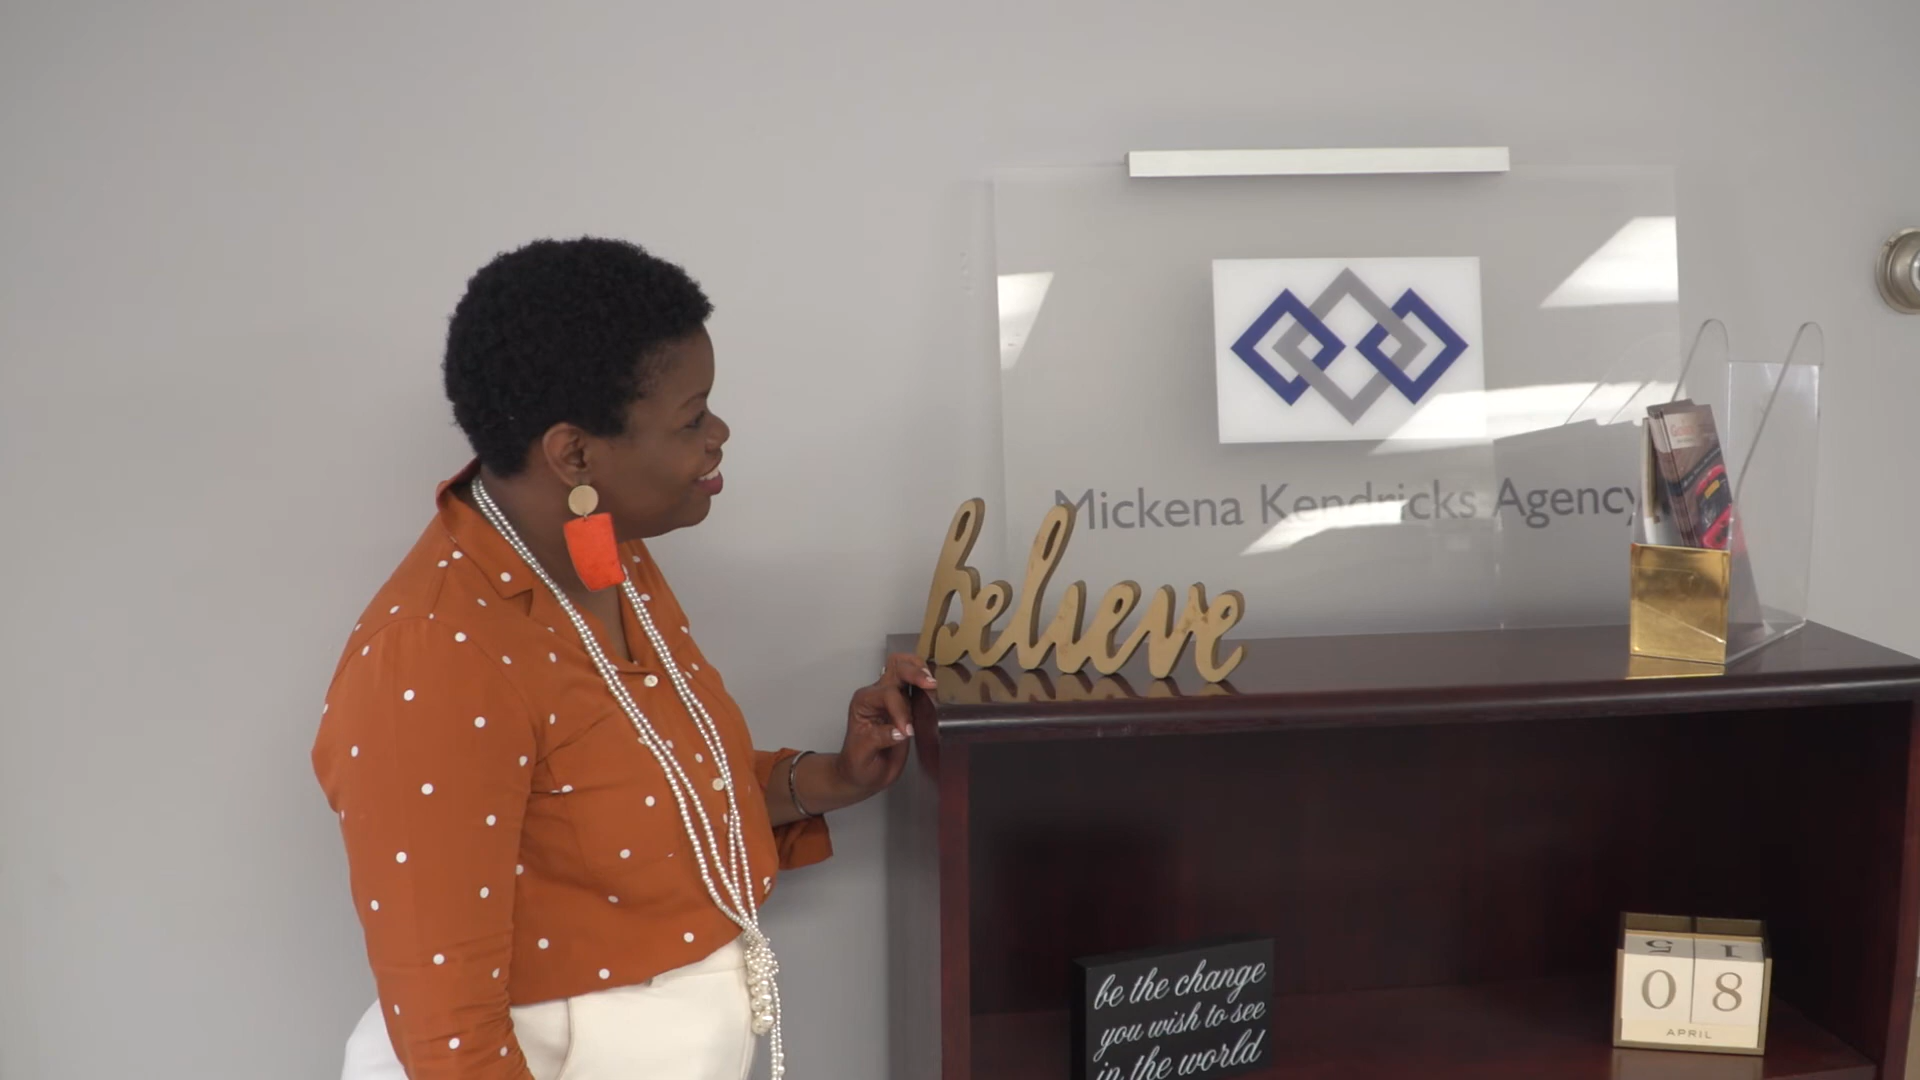 Mickena Kendricks Agency
believe
be the change
you wish to see
in the world
08
APRIL